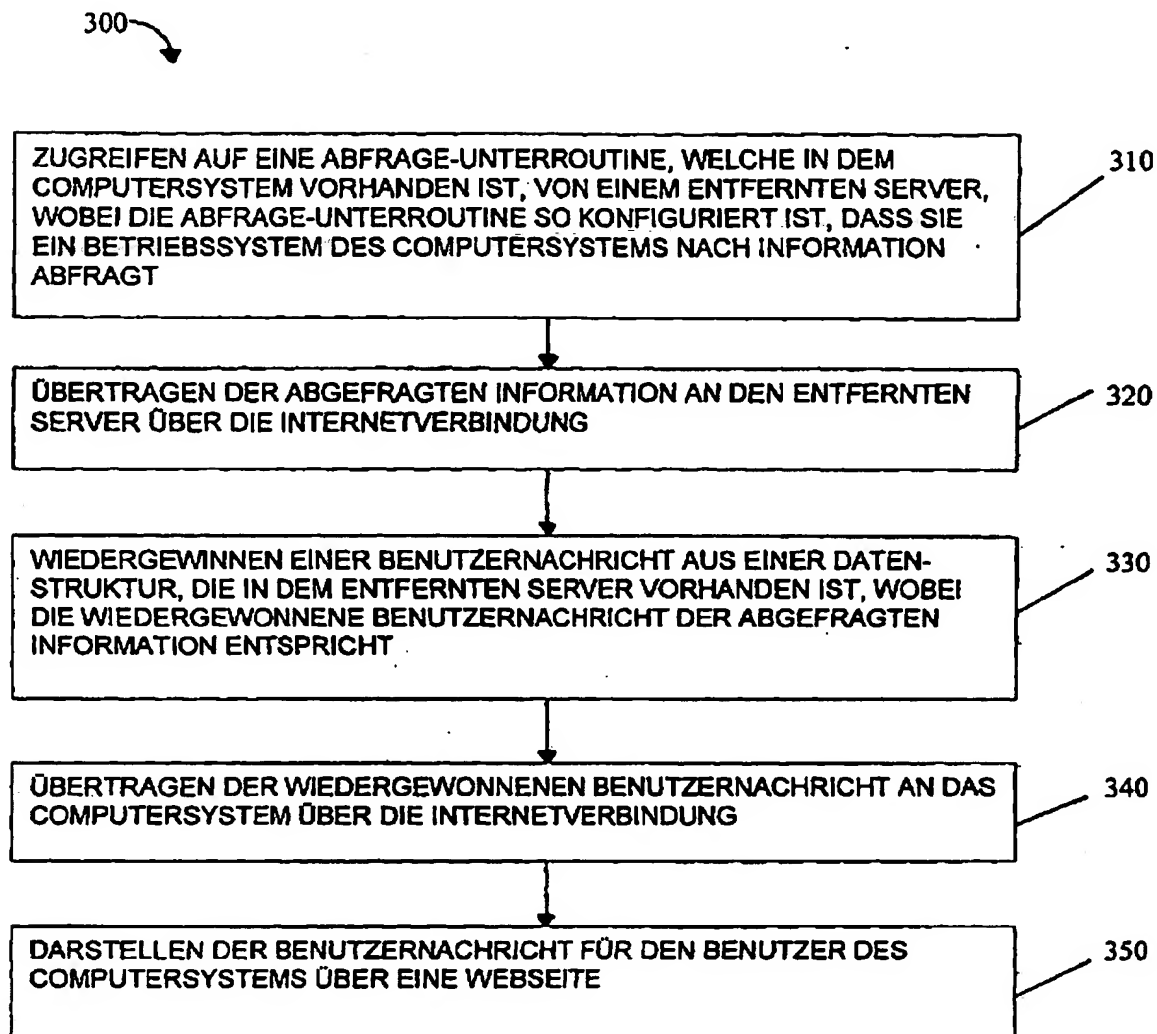 300
ZUGREIFEN AUF EINE ABFRAGE-UNTERROUTINE, WELCHE IN DEM
COMPUTERSYSTEM VORHANDEN IST, VON EINEM ENTFERNTEN SERVER,
WOBEI DIE ABFRAGE-UNTERROUTINE SO KONFIGURIERT IST, DASS SIE
EIN BETRIEBSSYSTEM DES COMPUTERSYSTEMS NACH INFORMATION
ABFRAGT
310
ÜBERTRAGEN DER ABGEFRAGTEN INFORMATION AN DEN ENTFERNTEN
SERVER ÜBER DIE INTERNETVERBINDUNG
320
WIEDERGEWINNEN EINER BENUTZERNACHRICHT AUS EINER DATEN-
STRUKTUR, DIE IN DEM ENTFERNTEN SERVER VORHANDEN IST, WOBEI
DIE WIEDERGEWONNENE BENUTZERNACHRICHT DER ABGEFRAGTEN
INFORMATION ENTSPRICHT
330
ÜBERTRAGEN DER WIEDERGEWONNENEN BENUTZERNACHRICHT AN DAS
COMPUTERSYSTEM ÜBER DIE INTERNETVERBINDUNG
340
DARSTELLEN DER BENUTZERNACHRICHT FÜR DEN BENUTZER DES
COMPUTERSYSTEMS ÜBER EINE WEBSEITE
350